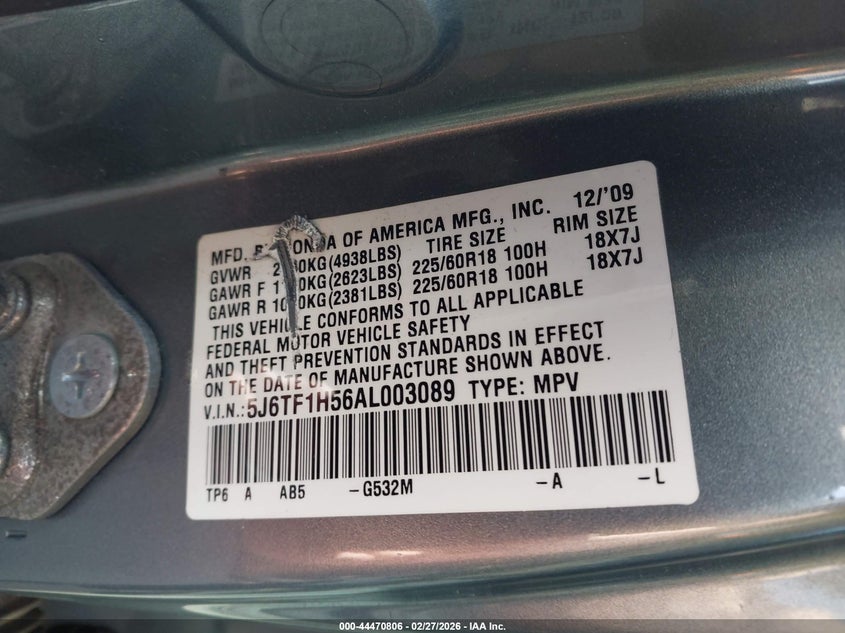 MFD. BY HONDA OF AMERICA MFG., INC. 12/'09
GVWR KG(4938LBS) TIRE SIZE RIM SIZE
GAWR F KG(2623LBS) 225/60R18 100H 18X7J
GAWR R KG(2381LBS) 225/60R18 100H 18X7J
THIS VEHICLE CONFORMS TO ALL APPLICABLE
FEDERAL MOTOR VEHICLE SAFETY
AND THEFT PREVENTION STANDARDS IN EFFECT
ON THE DATE OF MANUFACTURE SHOWN ABOVE.
V.I.N.:5J6TF1H56AL003089 TYPE: MPV
TP6 A AB5 -G532M -A -L
000-44470806 - 02/27/2026 - IAA Inc.